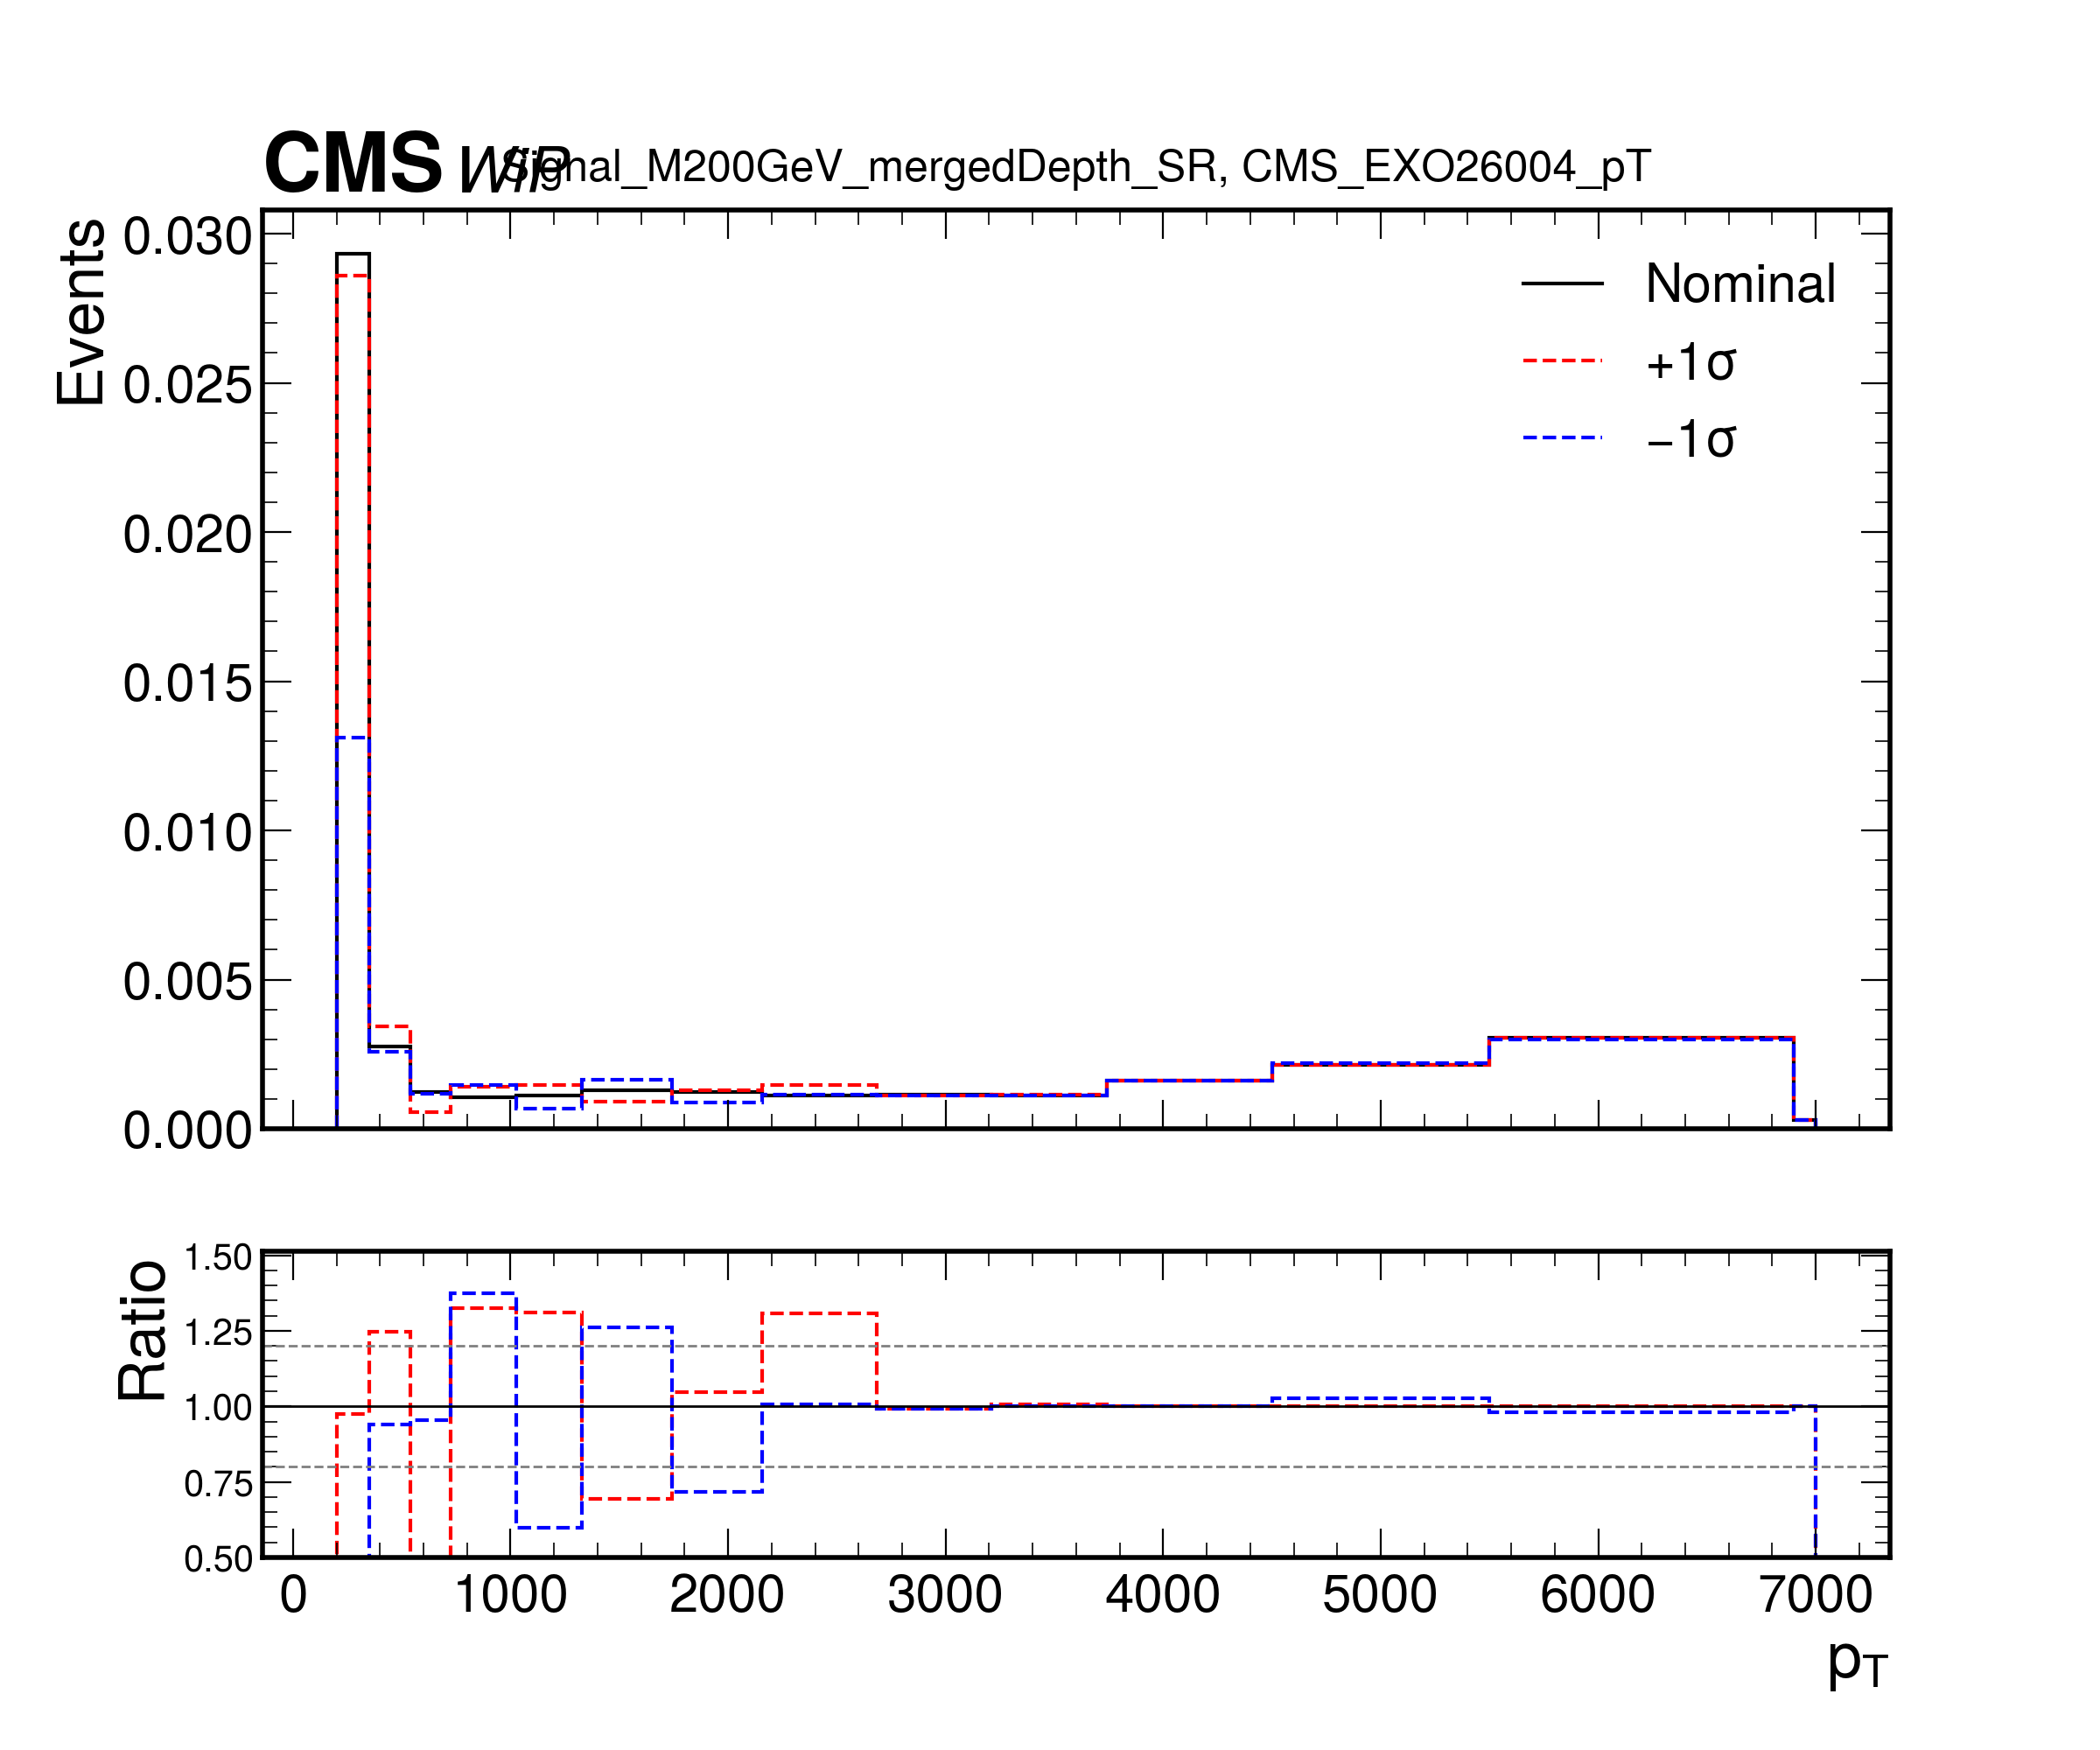 CMS WiP Signal_M200GeV_mergedDepth_SR, CMS_EXO26004_pT
Events
0.030
0.025
0.020
0.015
0.010
0.005
0.000
Nominal
+1σ
−1σ
Ratio
1.50
1.25
1.00
0.75
0.50
0 1000 2000 3000 4000 5000 6000 7000
pT